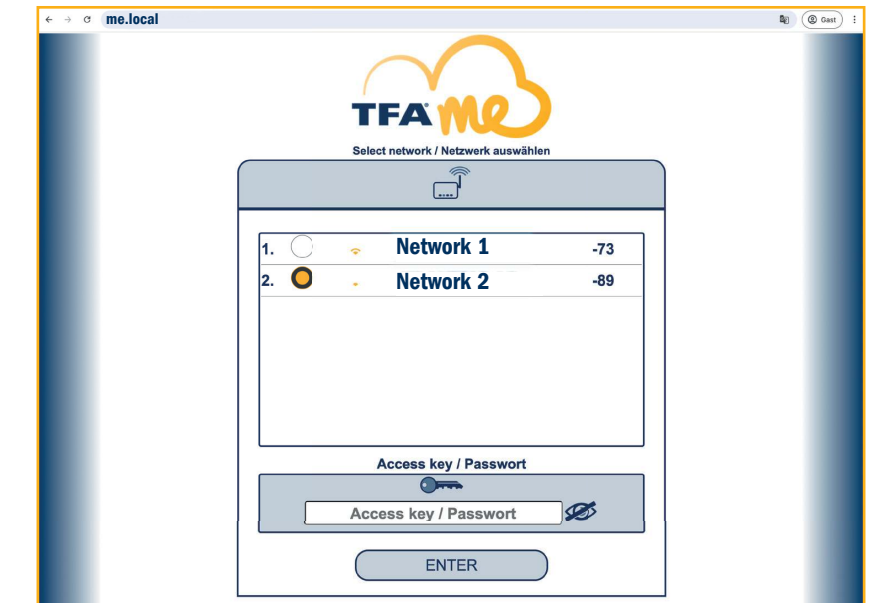 me.local
Gast
TFA me
Select network / Netzwerk auswählen
1. Network 1 -73
2. Network 2 -89
Access key / Passwort
Access key / Passwort
ENTER